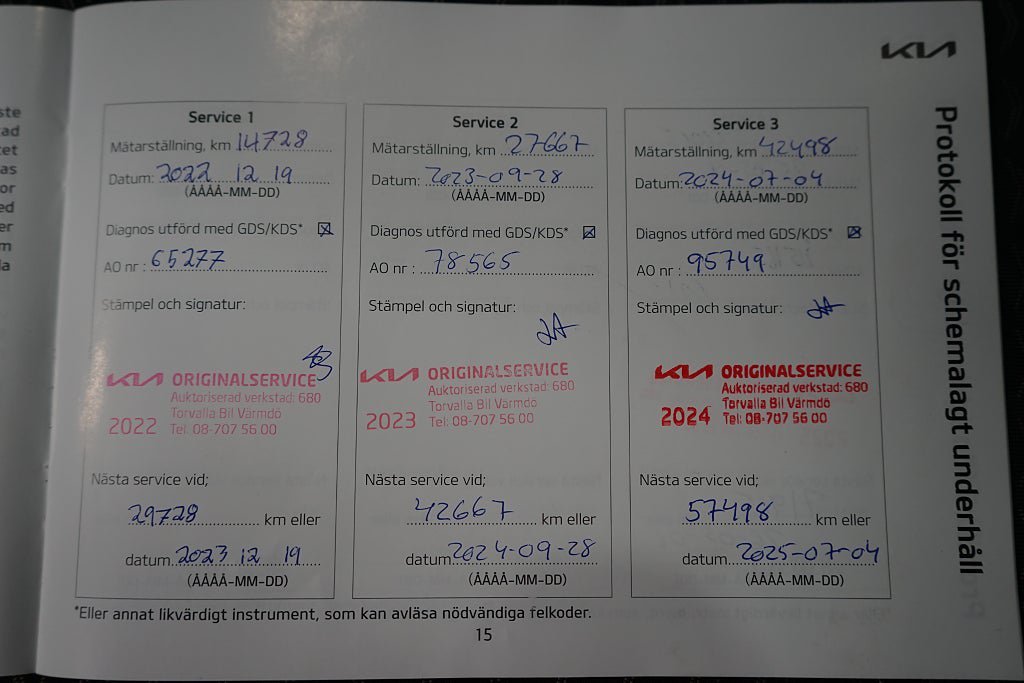 ste
ad
tet
as
or
ed
er
m
la
KIA
Protokoll för schemalagt underhåll
Service 1
Mätarställning, km 14728
Datum: 2022 12 19
(ÅÅÅÅ-MM-DD)
Diagnos utförd med GDS/KDS*
AO nr : 65277
Stämpel och signatur:
KIA ORIGINALSERVICE
Auktoriserad verkstad: 680
Torvalla Bil Värmdö
2022 Tel: 08-707 56 00
Nästa service vid;
29728 km eller
datum 2023 12 19
(ÅÅÅÅ-MM-DD)
Service 2
Mätarställning, km 27667
Datum: 2023-09-28
(ÅÅÅÅ-MM-DD)
Diagnos utförd med GDS/KDS*
AO nr : 78565
Stämpel och signatur:
KIA ORIGINALSERVICE
Auktoriserad verkstad: 680
Torvalla Bil Värmdö
2023 Tel: 08-707 56 00
Nästa service vid;
42667 km eller
datum 2024-09-28
(ÅÅÅÅ-MM-DD)
Service 3
Mätarställning, km 42498
Datum: 2024-07-04
(ÅÅÅÅ-MM-DD)
Diagnos utförd med GDS/KDS*
AO nr : 95749
Stämpel och signatur:
KIA ORIGINALSERVICE
Auktoriserad verkstad: 680
Torvalla Bil Värmdö
2024 Tel: 08-707 56 00
Nästa service vid;
57498 km eller
datum 2025-07-04
(ÅÅÅÅ-MM-DD)
*Eller annat likvärdigt instrument, som kan avläsa nödvändiga felkoder.
15